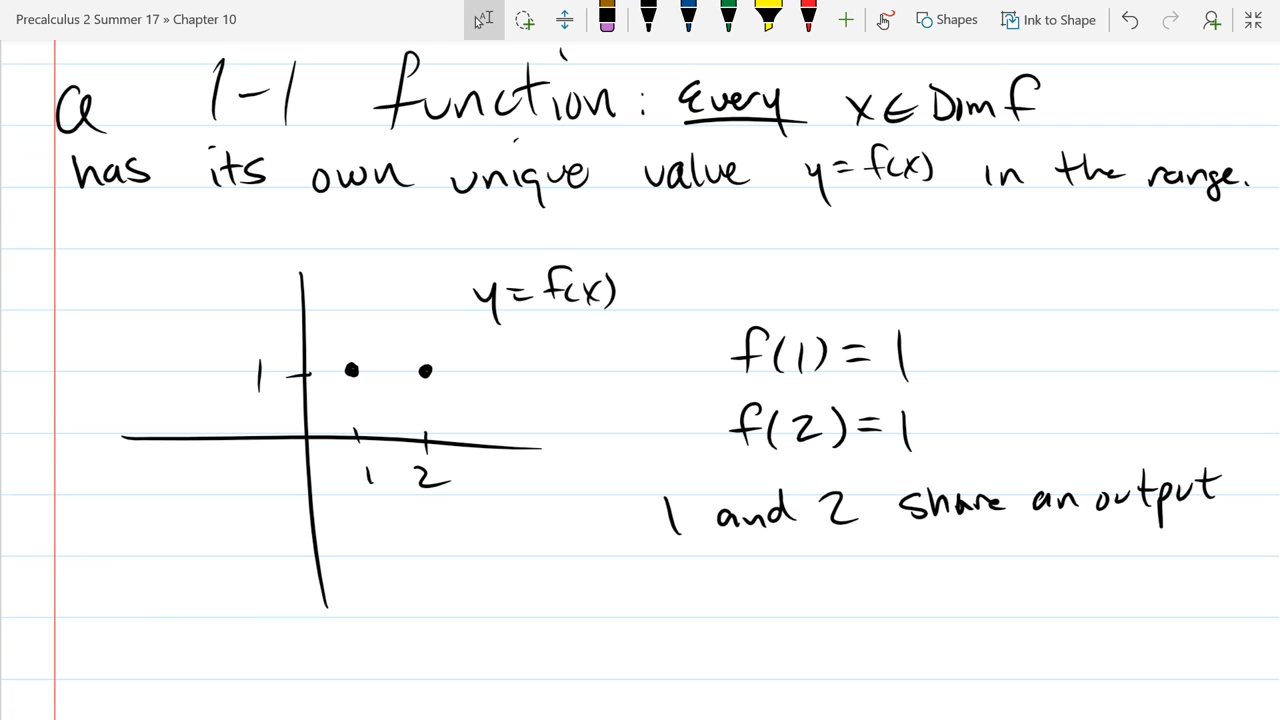 Precalculus 2 Summer 17 » Chapter 10
Shapes
Ink to Shape
a 1-1 function: every x ∈ Dom f
has its own unique value y = f(x) in the range.
y = f(x)
1
1 2
f(1) = 1
f(2) = 1
1 and 2 share an output